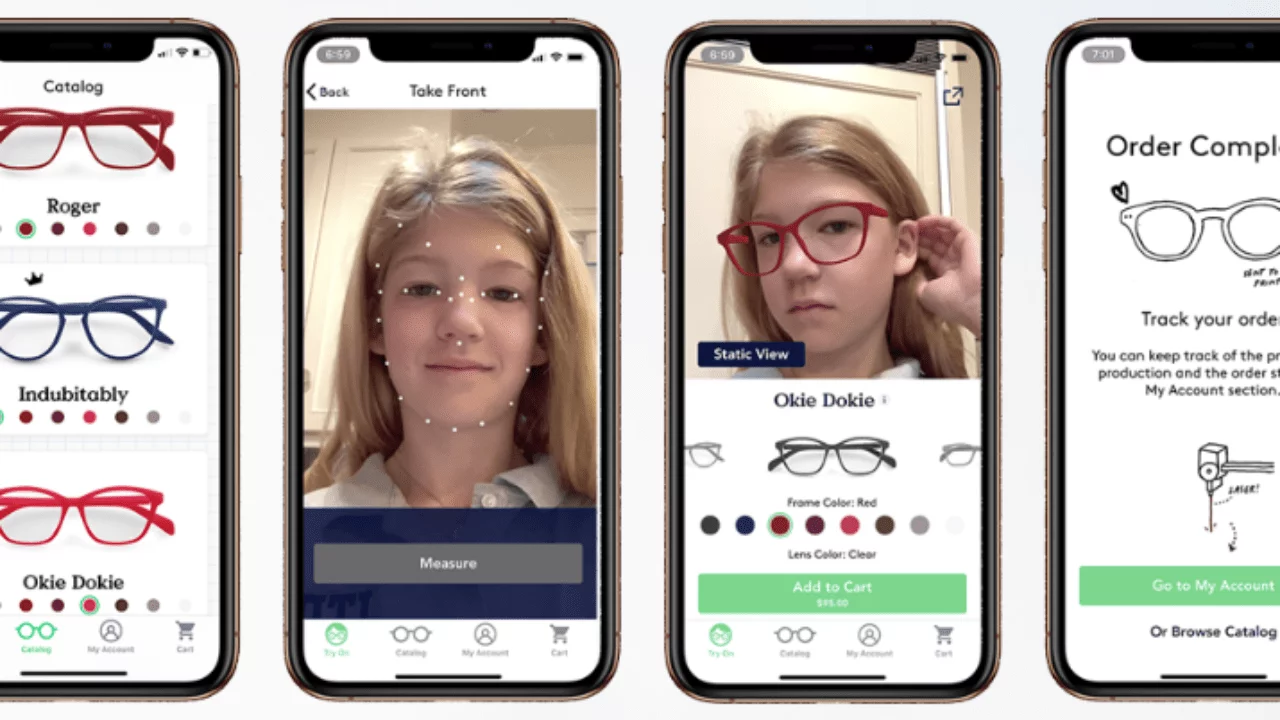 Catalog
Roger
Indubitably
Okie Dokie
Catalog
My Account
Cart
6:59
Back
Take Front
Measure
Try On
Catalog
My Account
Cart
6:59
Static View
Okie Dokie
Frame Color: Red
Lens Color: Clear
Add to Cart
$95.00
Try On
Catalog
My Account
Cart
7:01
Order Comple
SENT TO
PRINT
Track your order
You can keep track of the pr
production and the order st
My Account section.
LASER!
Go to My Account
Or Browse Catalog